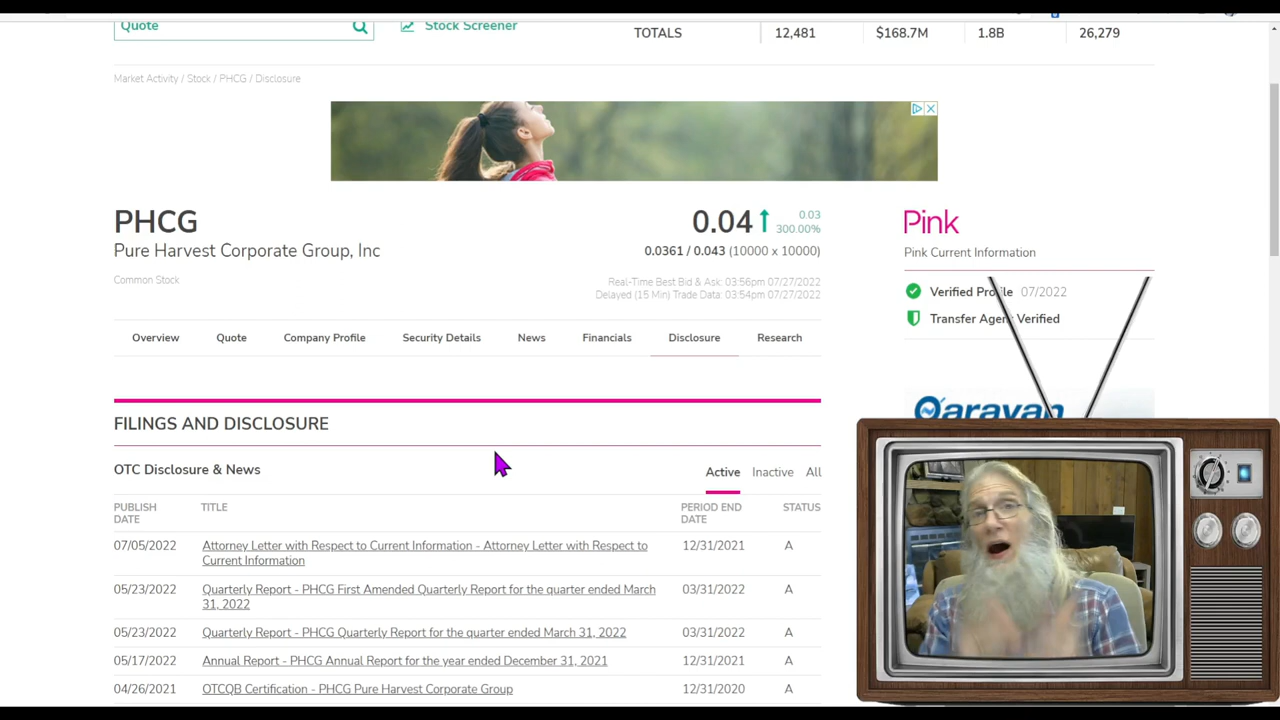 Quote
Stock Screener
TOTALS 12,481 $168.7M 1.8B 26,279
Market Activity / Stock / PHCG / Disclosure
PHCG
0.04
0.03
300.00%
Pure Harvest Corporate Group, Inc
0.0361 / 0.043 (10000 x 10000)
Common Stock
Real-Time Best Bid & Ask: 03:56pm 07/27/2022
Delayed (15 Min) Trade Data: 03:54pm 07/27/2022
Pink
Pink Current Information
Verified Profile 07/2022
Transfer Agent Verified
Overview Quote Company Profile Security Details News Financials Disclosure Research
aravan
FILINGS AND DISCLOSURE
OTC Disclosure & News
Active Inactive All
PUBLISH DATE TITLE PERIOD END DATE STATUS
07/05/2022 Attorney Letter with Respect to Current Information - Attorney Letter with Respect to 12/31/2021 A
Current Information
05/23/2022 Quarterly Report - PHCG First Amended Quarterly Report for the quarter ended March 03/31/2022 A
31, 2022
05/23/2022 Quarterly Report - PHCG Quarterly Report for the quarter ended March 31, 2022 03/31/2022 A
05/17/2022 Annual Report - PHCG Annual Report for the year ended December 31, 2021 12/31/2021 A
04/26/2021 OTCQB Certification - PHCG Pure Harvest Corporate Group 12/31/2020 A